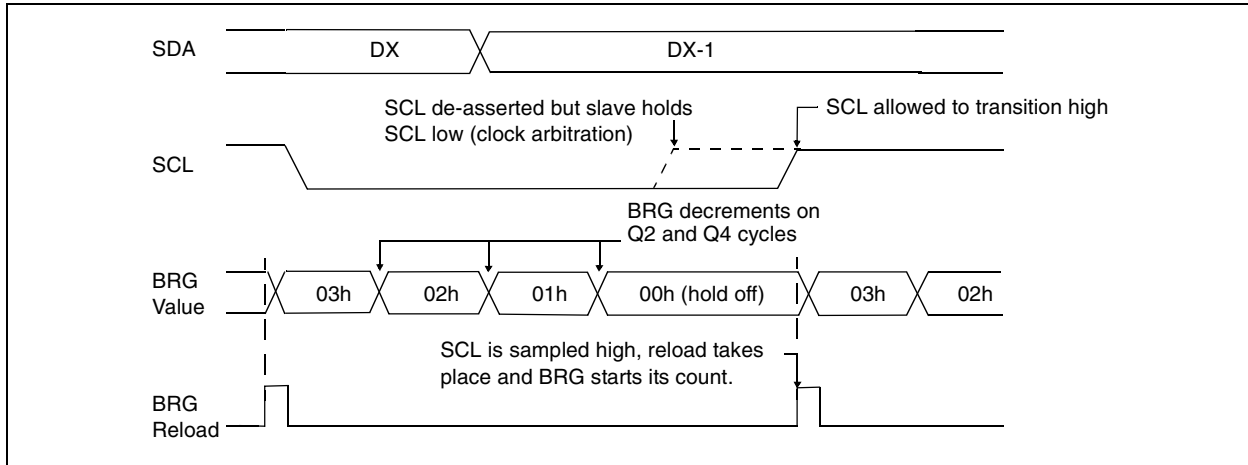 SDA
DX
DX-1
SCL de-asserted but slave holds
SCL low (clock arbitration)
SCL allowed to transition high
SCL
BRG decrements on
Q2 and Q4 cycles
BRG
Value
03h
02h
01h
00h (hold off)
03h
02h
SCL is sampled high, reload takes
place and BRG starts its count.
BRG
Reload